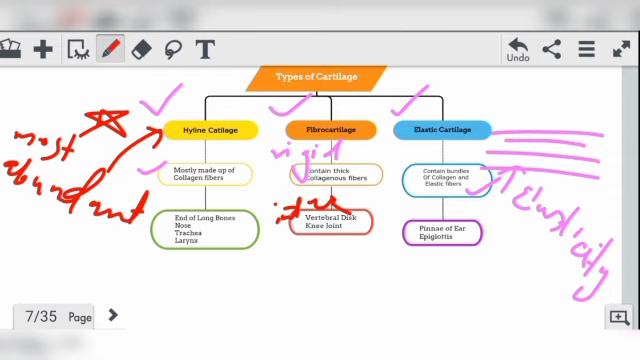 Undo
Types of Cartilage
Hyline Catilage
Fibrocartilage
Elastic Cartilage
most
abundant
rigid
Mostly made up of
Collagen fibers
Contain thick
Collagenous fibers
Contain bundles
Of Collagen and
Elastic fibers
End of Long Bones
Nose
Trachea
Larynx
Vertebral Disk
Knee Joint
Pinnae of Ear
Epiglottis
7/35 Page